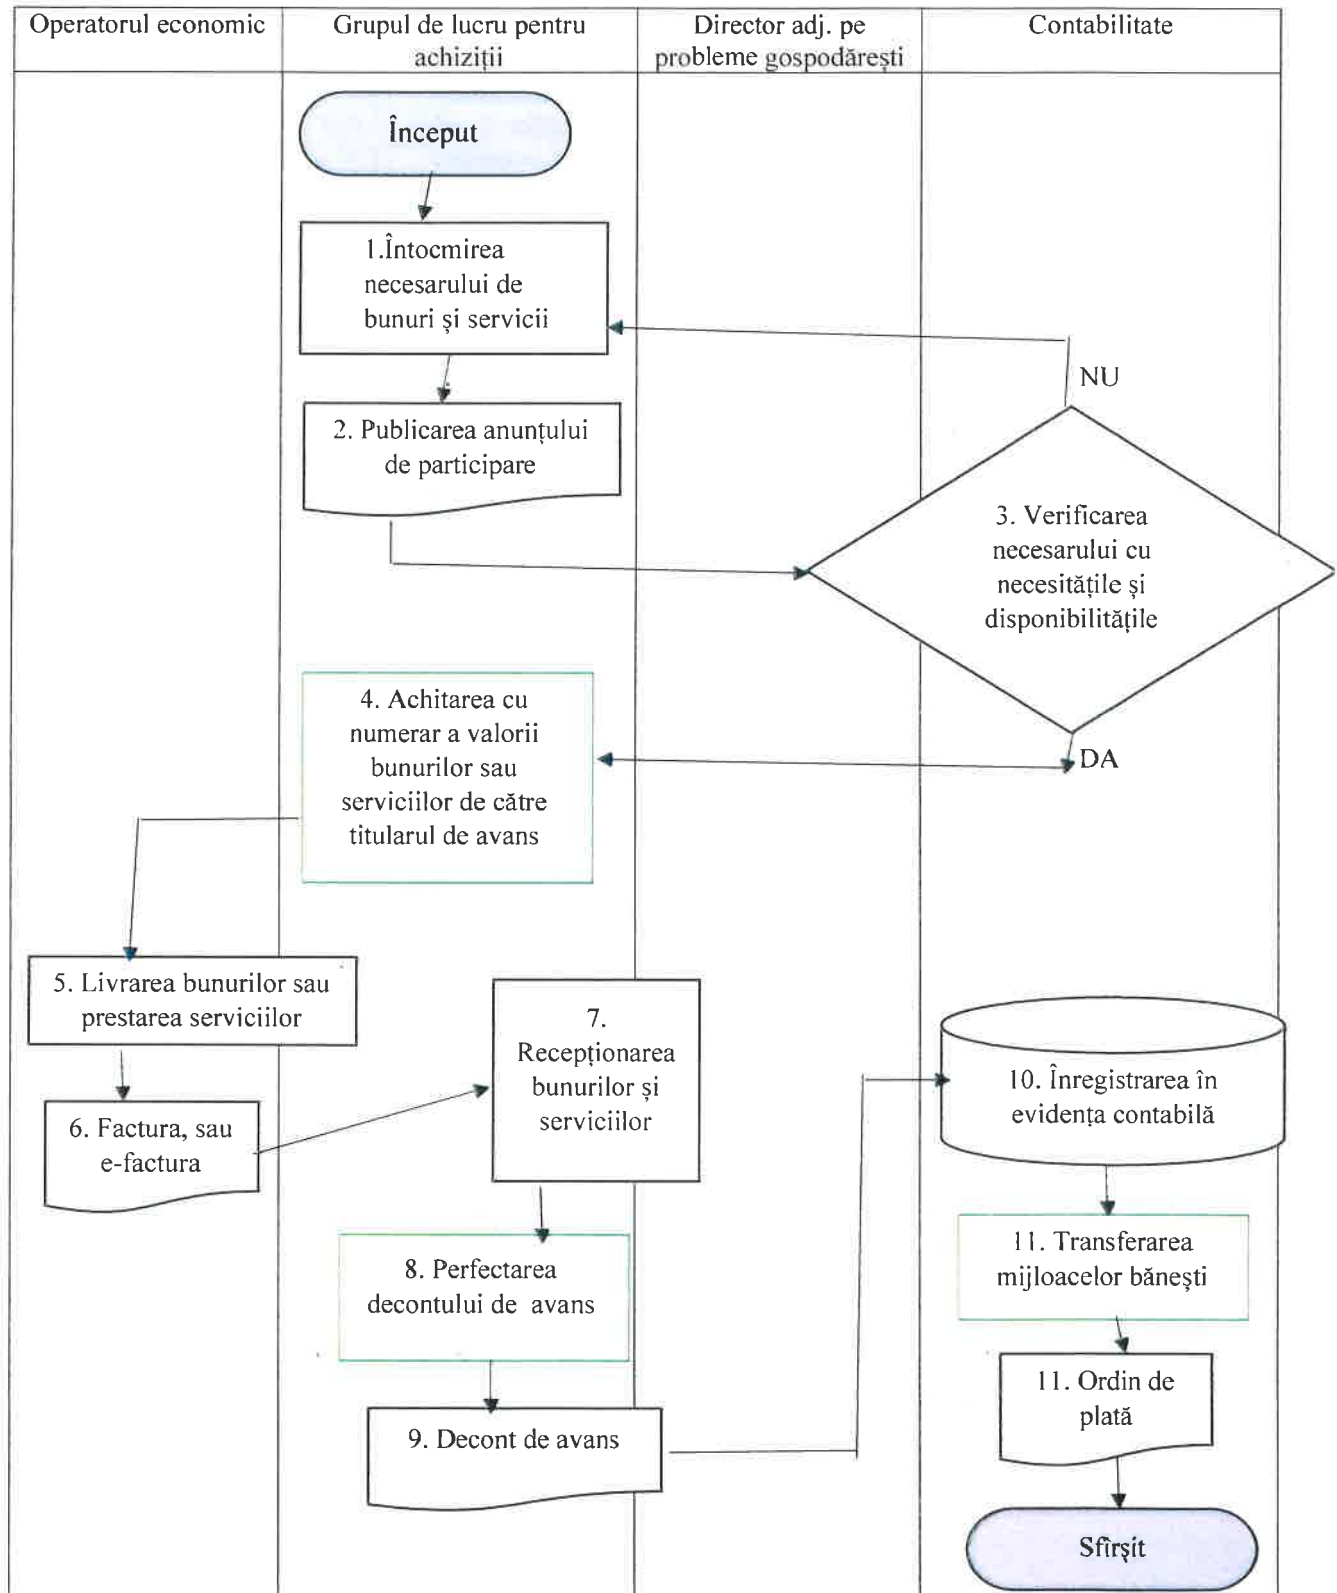 Operatorul economic
Grupul de lucru pentru
achiziții
Director adj. pe
probleme gospodărești
Contabilitate
Început
1.Întocmirea
necesarului de
bunuri și servicii
NU
2. Publicarea anunțului
de participare
3. Verificarea
necesarului cu
necesitățile și
disponibilitățile
DA
4. Achitarea cu
numerar a valorii
bunurilor sau
serviciilor de către
titularul de avans
5. Livrarea bunurilor sau
prestarea serviciilor
6. Factura, sau
e-factura
7.
Recepționarea
bunurilor și
serviciilor
8. Perfectarea
decontului de avans
9. Decont de avans
10. Înregistrarea în
evidența contabilă
11. Transferarea
mijloacelor bănești
11. Ordin de
plată
Sfîrșit